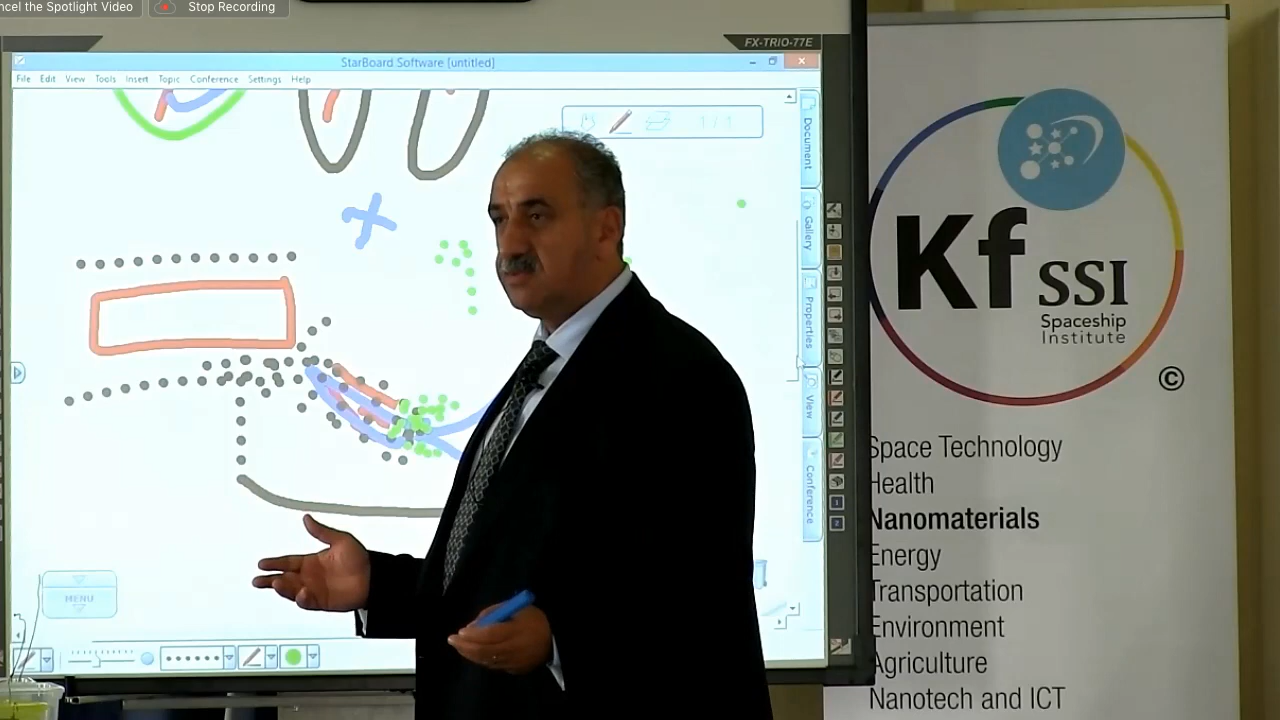 ncel the Spotlight Video
Stop Recording
FX-TRIO-77E
StarBoard Software [untitled]
File Edit View Tools Insert Topic Conference Settings Help
1 / 1
Document
Gallery
Properties
View
Conference
MENU
Kf SSI
Spaceship
Institute
©
Space Technology
Health
Nanomaterials
Energy
Transportation
Environment
Agriculture
Nanotech and ICT